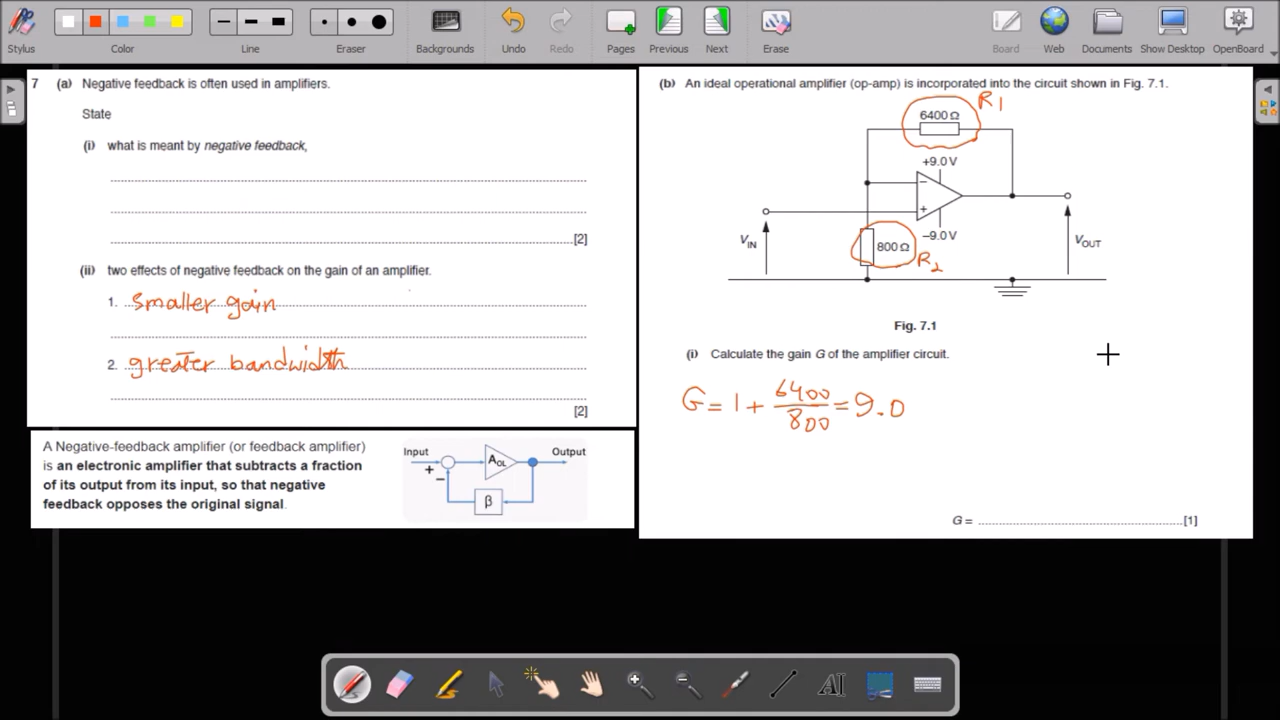 Stylus
Color
Line
Eraser
Backgrounds
Undo
Redo
Pages
Previous
Next
Erase
Board
Web
Documents
Show Desktop
OpenBoard
7 (a) Negative feedback is often used in amplifiers.
State
(i) what is meant by negative feedback,
[2]
(ii) two effects of negative feedback on the gain of an amplifier.
1. smaller gain
2. greater bandwidth
[2]
A Negative-feedback amplifier (or feedback amplifier)
is an electronic amplifier that subtracts a fraction
of its output from its input, so that negative
feedback opposes the original signal.
Input
Output
+
−
AOL
β
(b) An ideal operational amplifier (op-amp) is incorporated into the circuit shown in Fig. 7.1.
R1
6400 Ω
+9.0 V
−
+
−9.0 V
800 Ω
R2
VIN
VOUT
Fig. 7.1
(i) Calculate the gain G of the amplifier circuit.
G = 1 + 6400/800 = 9.0
G = ........................................................[1]
AI